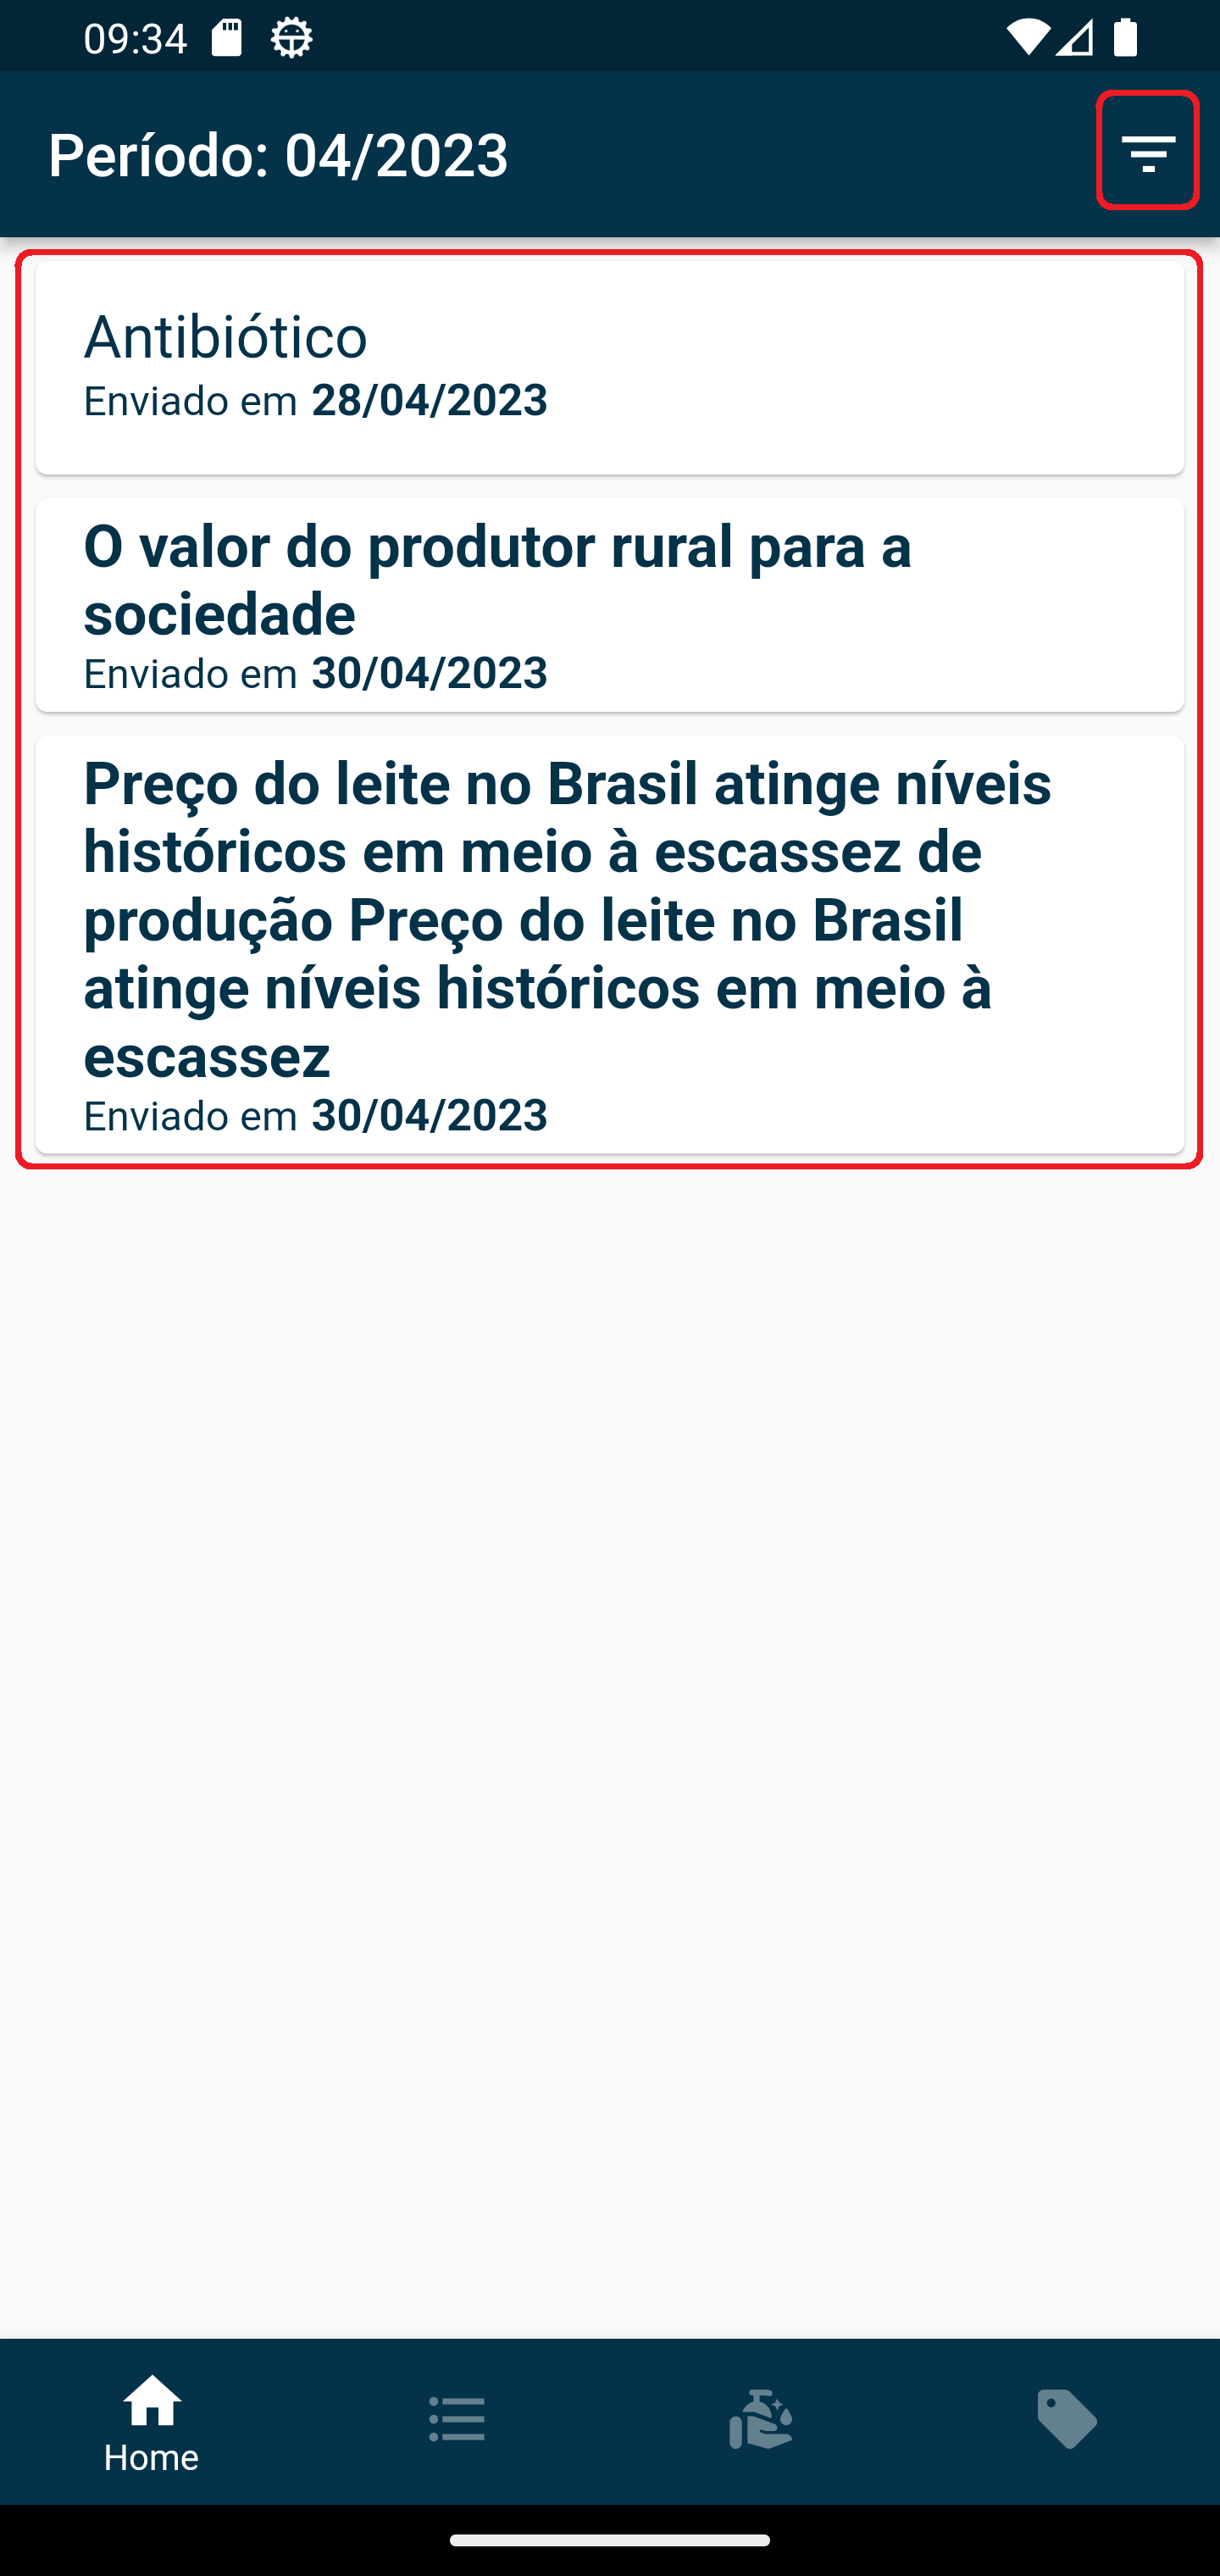 09:34
Período: 04/2023
Antibiótico
Enviado em 28/04/2023
O valor do produtor rural para a
sociedade
Enviado em 30/04/2023
Preço do leite no Brasil atinge níveis
históricos em meio à escassez de
produção Preço do leite no Brasil
atinge níveis históricos em meio à
escassez
Enviado em 30/04/2023
Home